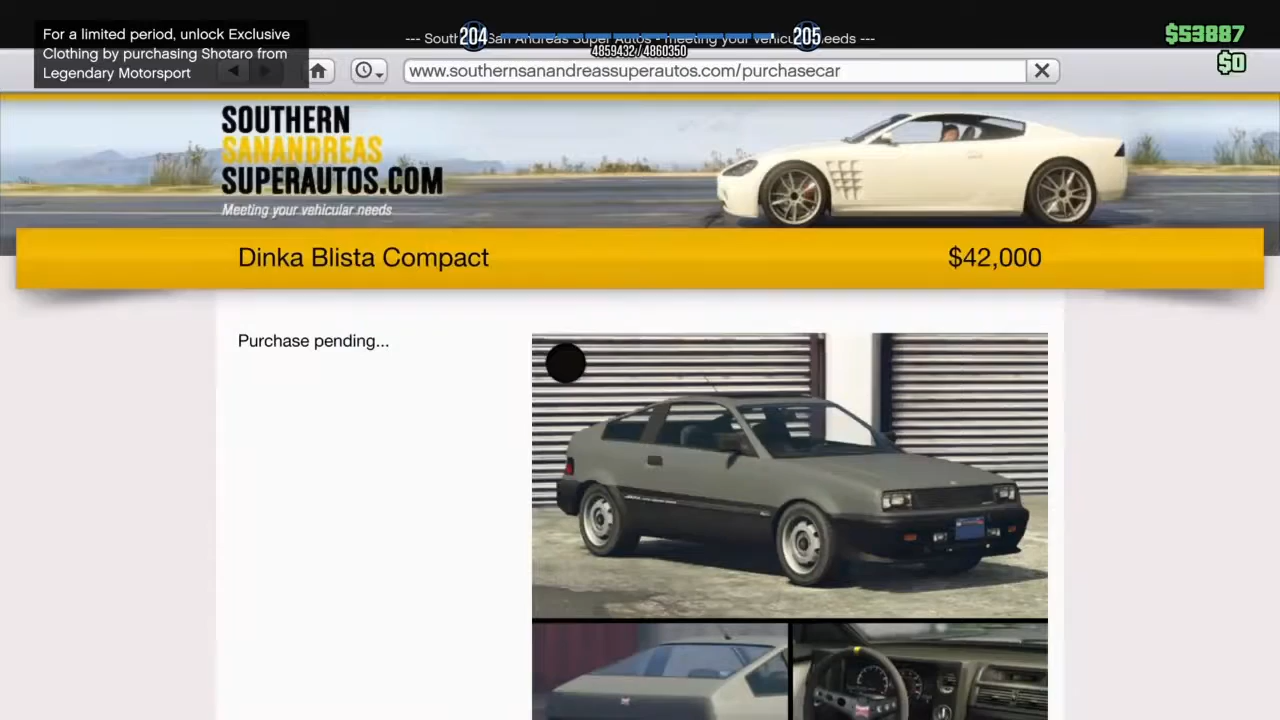 For a limited period, unlock Exclusive
Clothing by purchasing Shotaro from
Legendary Motorsport
204
205
4859432 / 4860350
$53887
$0
www.southernsanandreassuperautos.com/purchasecar
SOUTHERN
SANANDREAS
SUPERAUTOS.COM
Meeting your vehicular needs
Dinka Blista Compact
$42,000
Purchase pending...